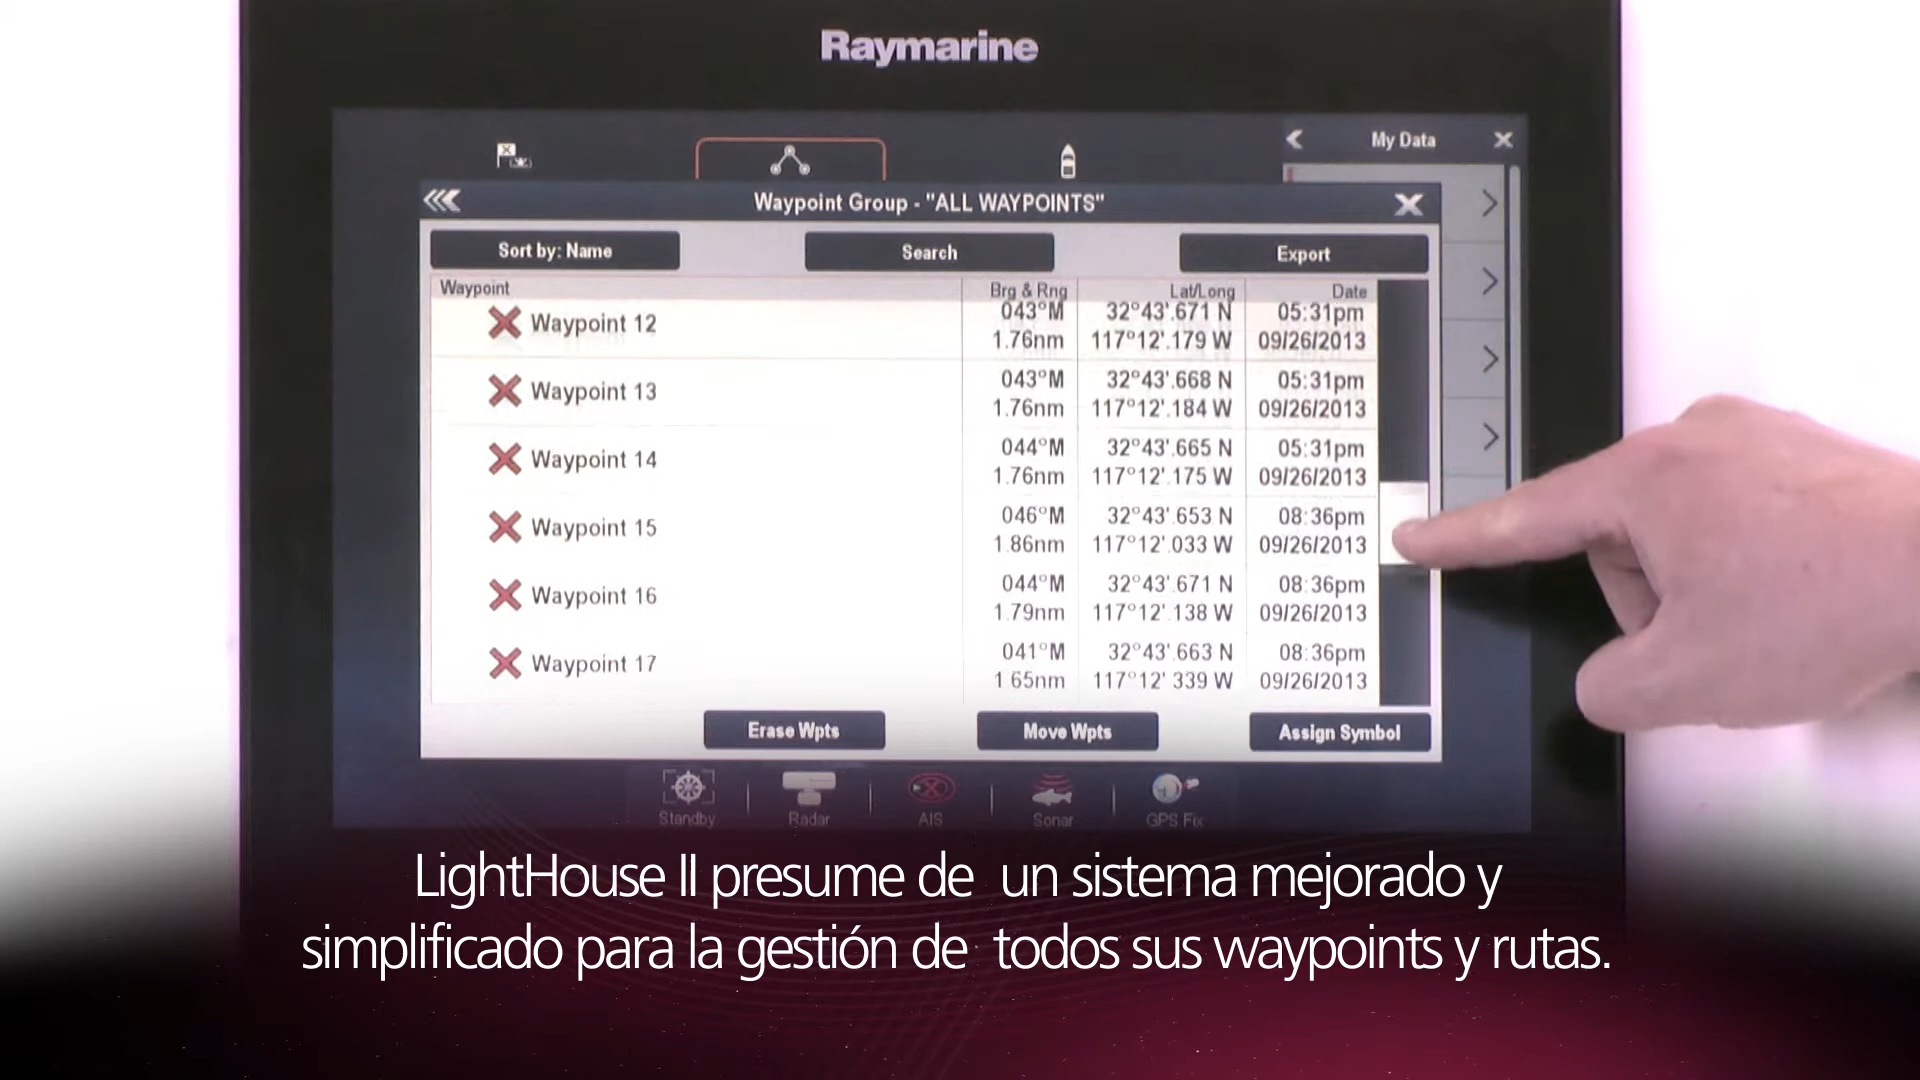 Raymarine
My Data
Waypoint Group - "ALL WAYPOINTS"
Sort by: Name
Search
Export
Waypoint
Brg & Rng
Lat/Long
Date
Waypoint 12
043°M
32°43'.671 N
05:31pm
1.76nm
117°12'.179 W
09/26/2013
Waypoint 13
043°M
32°43'.668 N
05:31pm
1.76nm
117°12'.184 W
09/26/2013
Waypoint 14
044°M
32°43'.665 N
05:31pm
1.76nm
117°12'.175 W
09/26/2013
Waypoint 15
046°M
32°43'.653 N
08:36pm
1.86nm
117°12'.033 W
09/26/2013
Waypoint 16
044°M
32°43'.671 N
08:36pm
1.79nm
117°12'.138 W
09/26/2013
Waypoint 17
041°M
32°43'.663 N
08:36pm
1.65nm
117°12'.339 W
09/26/2013
Erase Wpts
Move Wpts
Assign Symbol
Standby
Radar
AIS
Sonar
GPS Fix
LightHouse II presume de un sistema mejorado y
simplificado para la gestión de todos sus waypoints y rutas.